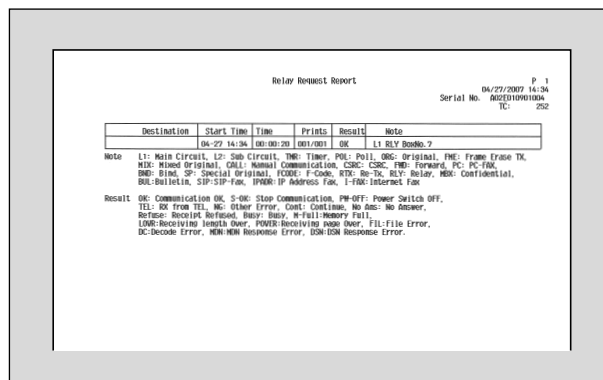 Relay Request Report
P 1
04/27/2007 14:34
Serial No. A02E010901004
TC: 252
Destination Start Time Time Prints Result Note
04-27 14:34 00:00:20 001/001 OK L1 RLY BoxNo.7
Note L1: Main Circuit, L2: Sub Circuit, TMR: Timer, POL: Poll, ORG: Original, FME: Frame Erase TX,
MIX: Mixed Original, CALL: Manual Communication, CSRC: CSRC, FWD: Forward, PC: PC-FAX,
BND: Bind, SP: Special Original, FCODE: F-Code, RTX: Re-Tx, RLY: Relay, MBX: Confidential,
BUL:Bulletin, SIP:SIP-Fax, IPADR:IP Address Fax, I-FAX:Internet Fax
Result OK: Communication OK, S-OK: Stop Communication, PW-OFF: Power Switch OFF,
TEL: RX from TEL, NG: Other Error, Cont: Continue, No Ans: No Answer,
Refuse: Receipt Refused, Busy: Busy, M-Full:Memory Full,
LOVR:Receiving length Over, POVER:Receiving page Over, FIL:File Error,
DC:Decode Error, MDN:MDN Response Error, DSN:DSN Response Error.